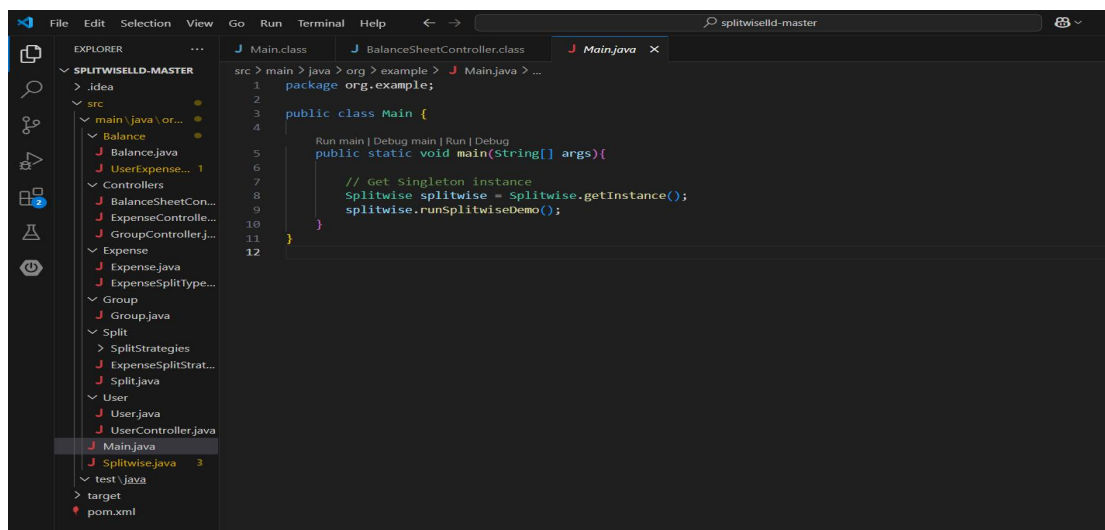 File Edit Selection View Go Run Terminal Help ← → splitwiselld-master
EXPLORER ...
SPLITWISELLD-MASTER
> .idea
src
main\java\or...
Balance
J Balance.java
J UserExpense... 1
Controllers
J BalanceSheetCon...
J ExpenseControlle...
J GroupController.j...
Expense
J Expense.java
J ExpenseSplitType...
Group
J Group.java
Split
> SplitStrategies
J ExpenseSplitStrat...
J Split.java
User
J User.java
J UserController.java
J Main.java
J Splitwise.java 3
test\java
> target
pom.xml
2
J Main.class J BalanceSheetController.class J Main.java ×
src > main > java > org > example > J Main.java > ...
1 package org.example;
2
3 public class Main {
4
Run main | Debug main | Run | Debug
5 public static void main(String[] args){
6
7 // Get Singleton instance
8 Splitwise splitwise = Splitwise.getInstance();
9 splitwise.runSplitwiseDemo();
10 }
11 }
12